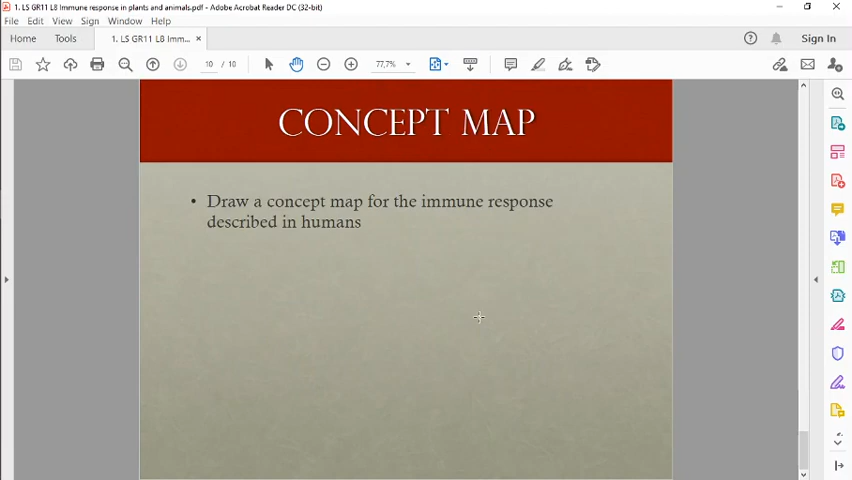 1. LS GR11 L8 Immune response in plants and animals.pdf - Adobe Acrobat Reader DC (32-bit)
File Edit View Sign Window Help
Home Tools 1. LS GR11 L8 Imm... × Sign In
10 / 10 77,7%
CONCEPT MAP
• Draw a concept map for the immune response
described in humans